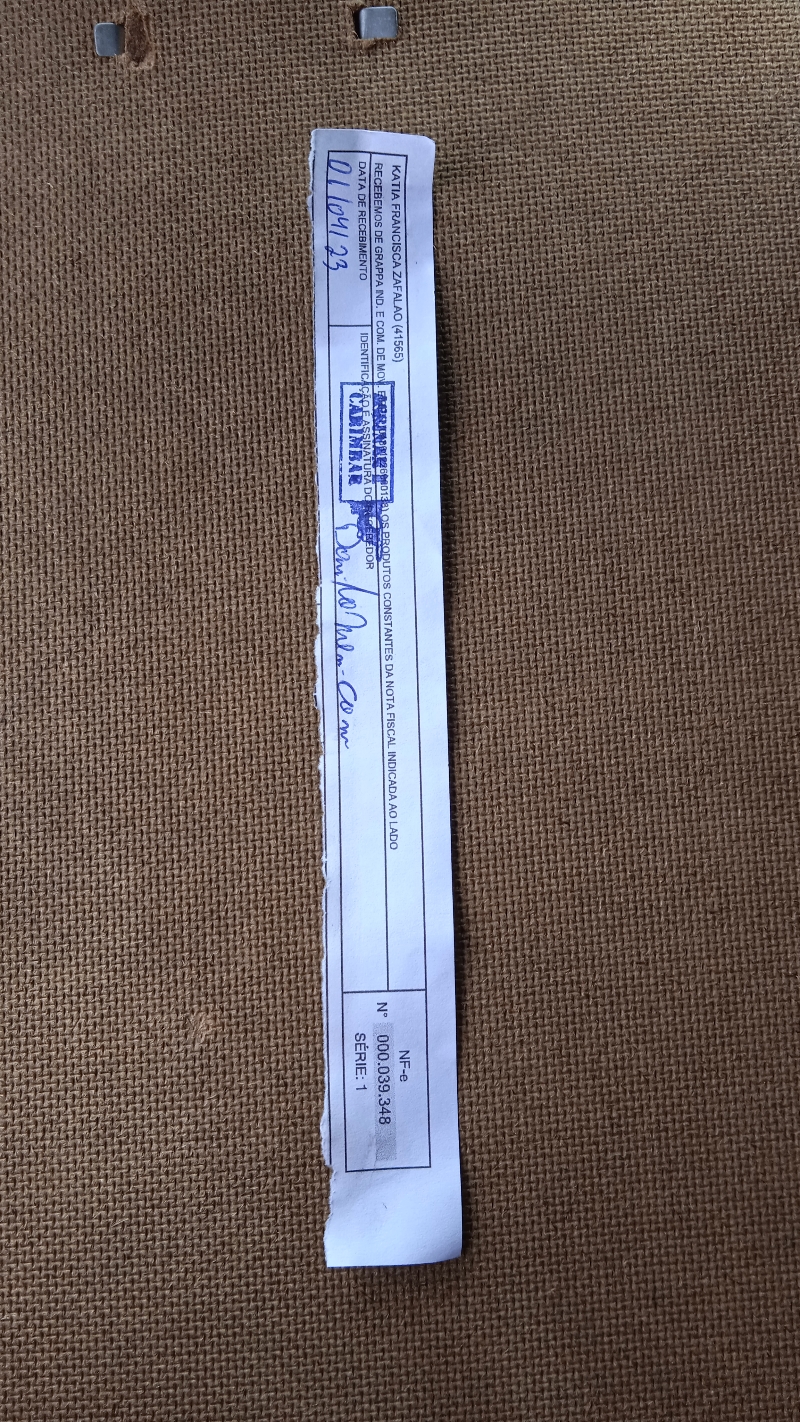 KATIA FRANCISCA ZAFALAO (41565)
RECEBEMOS DE GRAPPA IND. E COM. DE MOV. OS PRODUTOS CONSTANTES DA NOTA FISCAL INDICADA AO LADO
DATA DE RECEBIMENTO
01/04/23
IDENTIFICAÇÃO E ASSINATURA DO RECEBEDOR
CARIMBAR
NF-e
N° 000.039.348
SÉRIE: 1